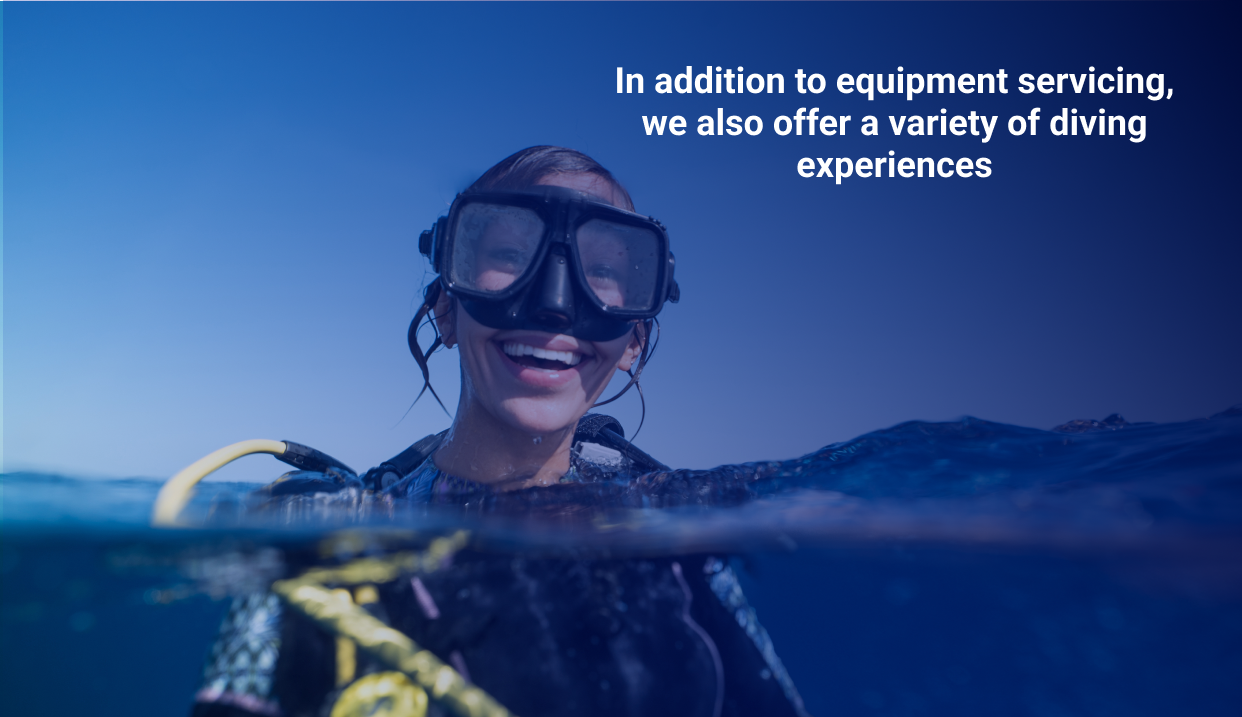 In addition to equipment servicing,
we also offer a variety of diving
experiences